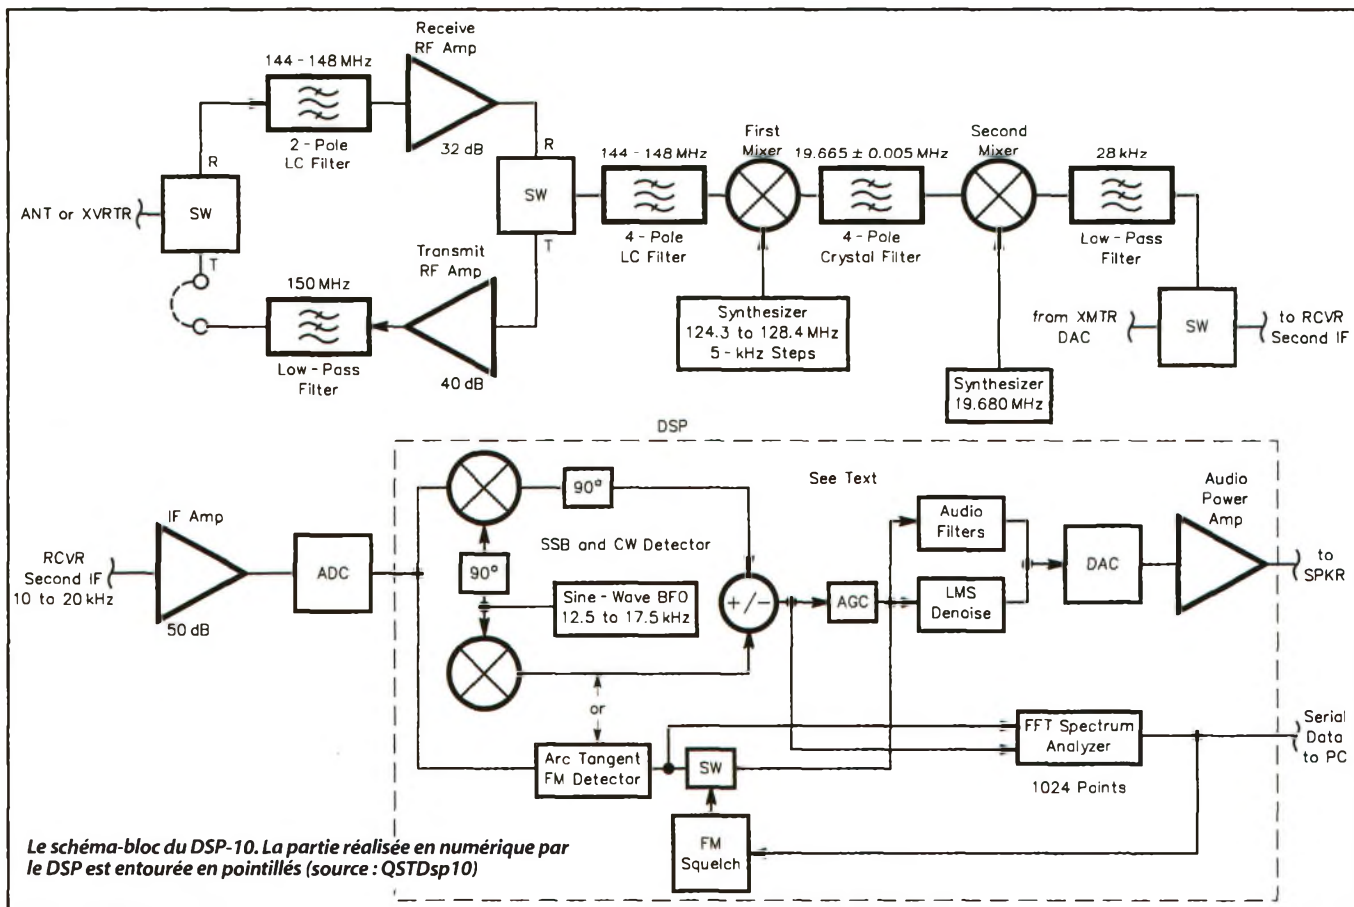 Receive
RF Amp
144 - 148 MHz
2 - Pole
LC Filter
32 dB
R
R
SW
ANT or XVRTR
T
SW
T
Transmit
RF Amp
150 MHz
Low - Pass
Filter
40 dB
144 - 148 MHz
4 - Pole
LC Filter
First
Mixer
19.665 ± 0.005 MHz
4 - Pole
Crystal Filter
Second
Mixer
28 kHz
Low - Pass
Filter
Synthesizer
124.3 to 128.4 MHz
5 - kHz Steps
Synthesizer
19.680 MHz
from XMTR
DAC
SW
to RCVR
Second IF
DSP
IF Amp
RCVR
Second IF
10 to 20 kHz
50 dB
ADC
90°
90°
SSB and CW Detector
Sine - Wave BFO
12.5 to 17.5 kHz
+/-
See Text
AGC
Audio
Filters
LMS
Denoise
DAC
Audio
Power
Amp
to
SPKR
or
Arc Tangent
FM Detector
SW
FM
Squelch
FFT Spectrum
Analyzer
1024 Points
Serial
Data
to PC
Le schéma-bloc du DSP-10. La partie réalisée en numérique par
le DSP est entourée en pointillés (source : QSTDsp10)